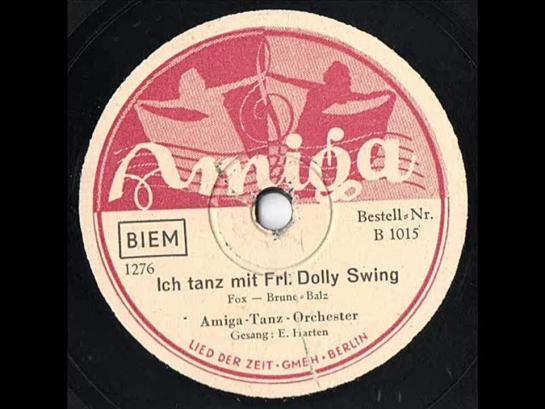 Amiga
BIEM
Bestell-Nr.
B 1015
1276
Ich tanz mit Frl. Dolly Swing
Fox — Brune-Balz
Amiga-Tanz-Orchester
Gesang: E. Harten
LIED DER ZEIT · GMBH · BERLIN